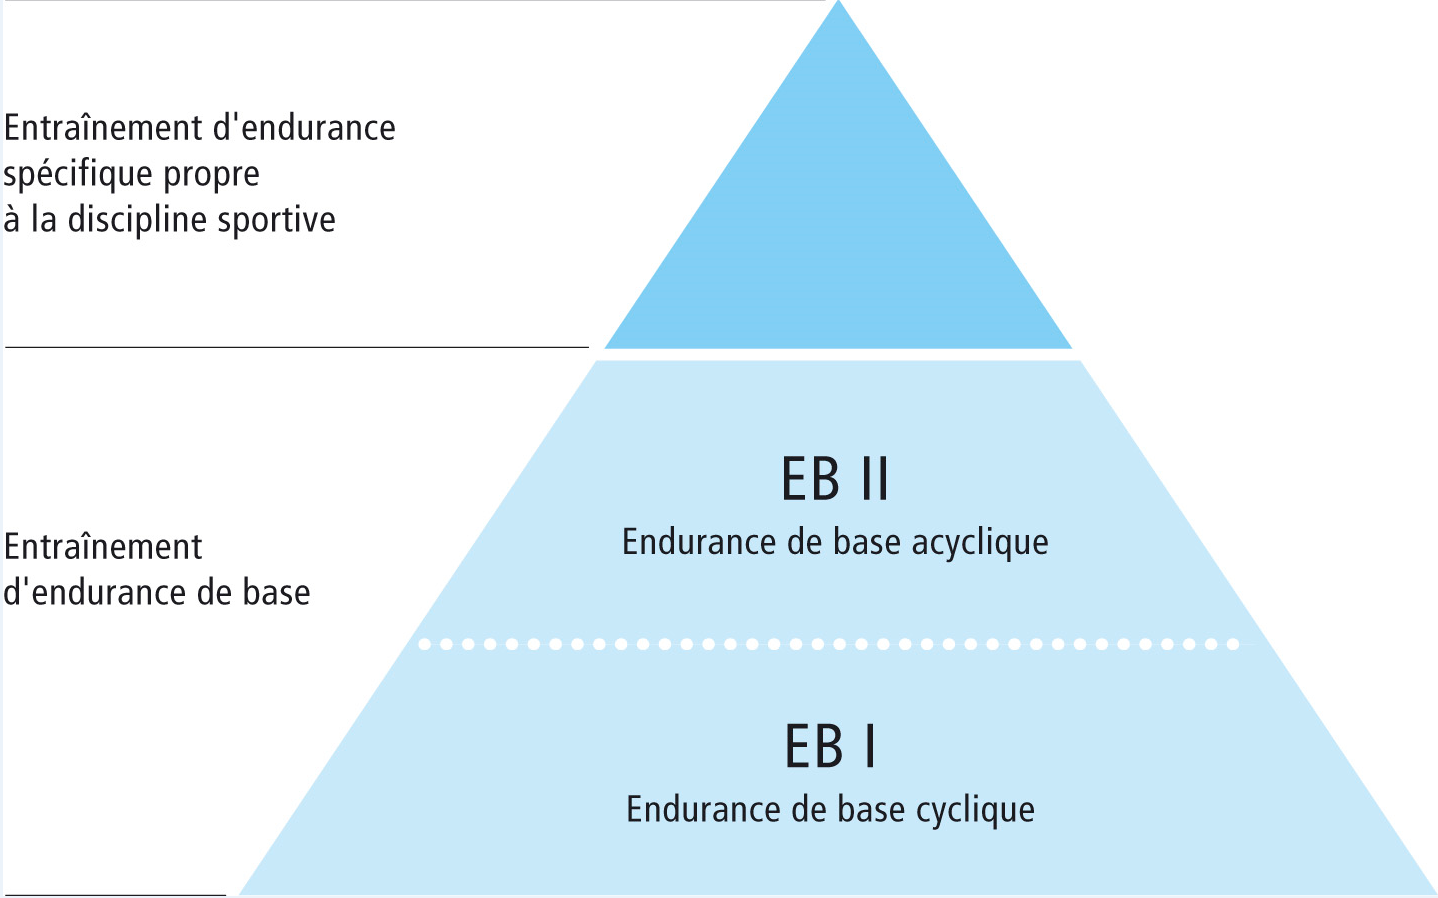 Entraînement d'endurance
spécifique propre
à la discipline sportive
EB II
Endurance de base acyclique
Entraînement
d'endurance de base
EB I
Endurance de base cyclique